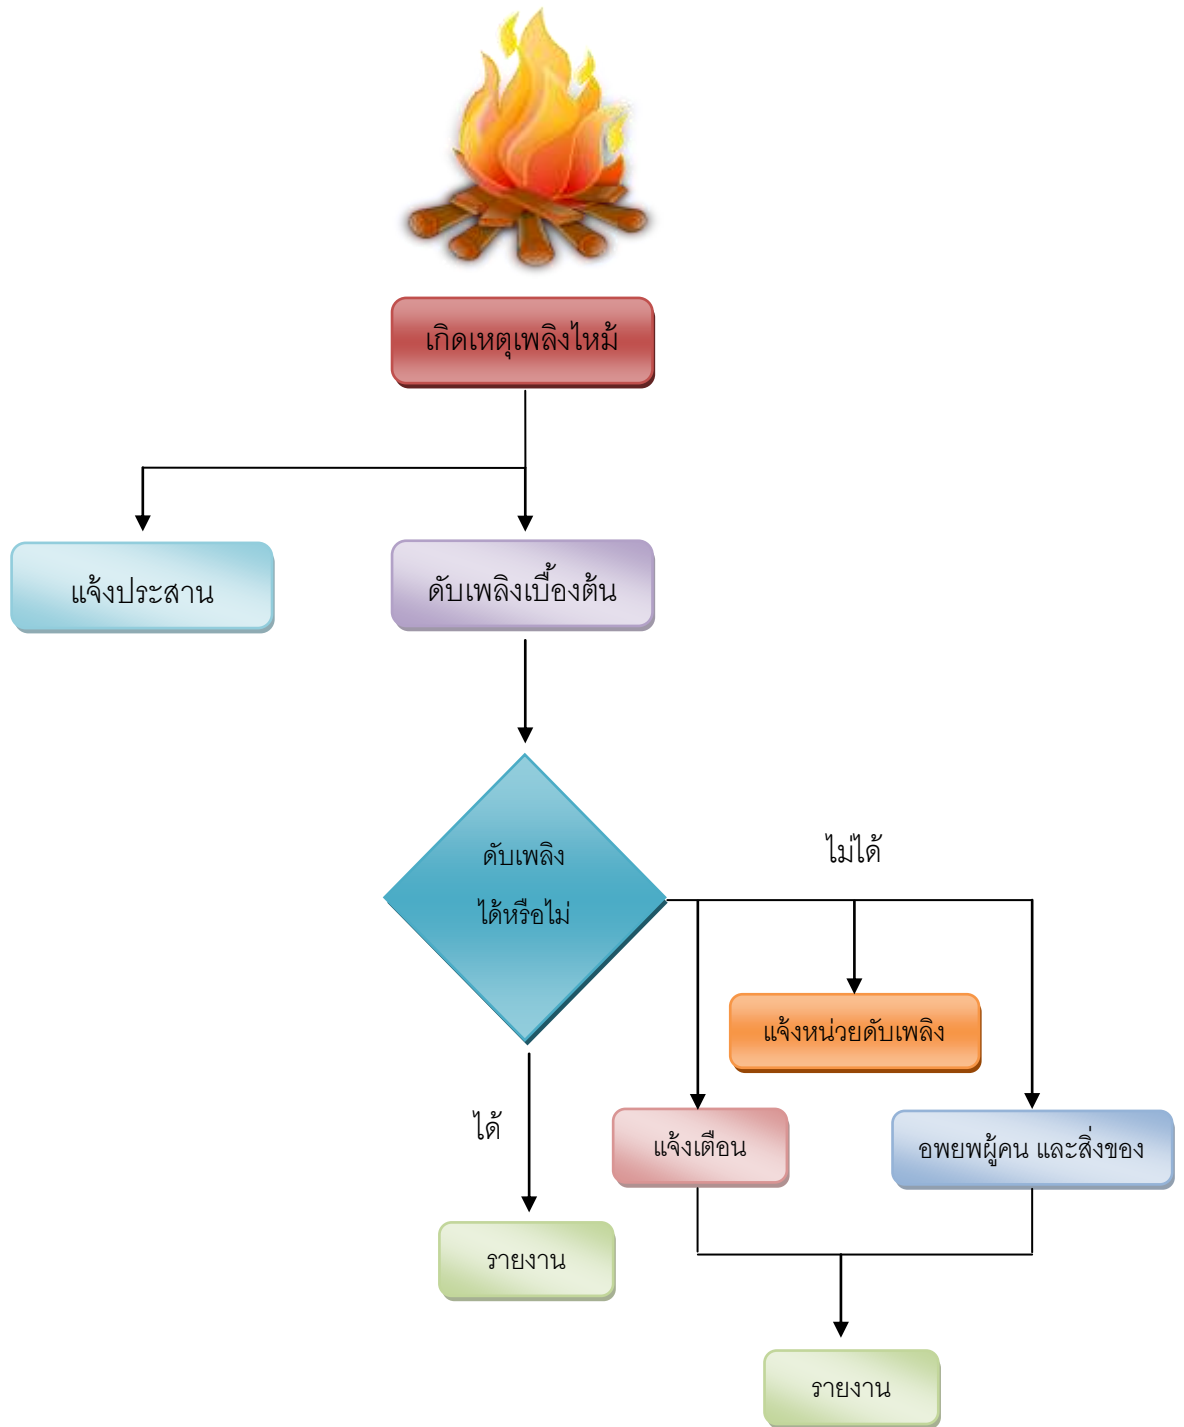 เกิดเหตุเพลิงไหม้
แจ้งประสาน
ดับเพลิงเบื้องต้น
ดับเพลิง
ได้หรือไม่
ไม่ได้
แจ้งหน่วยดับเพลิง
ได้
แจ้งเตือน
อพยพผู้คน และสิ่งของ
รายงาน
รายงาน